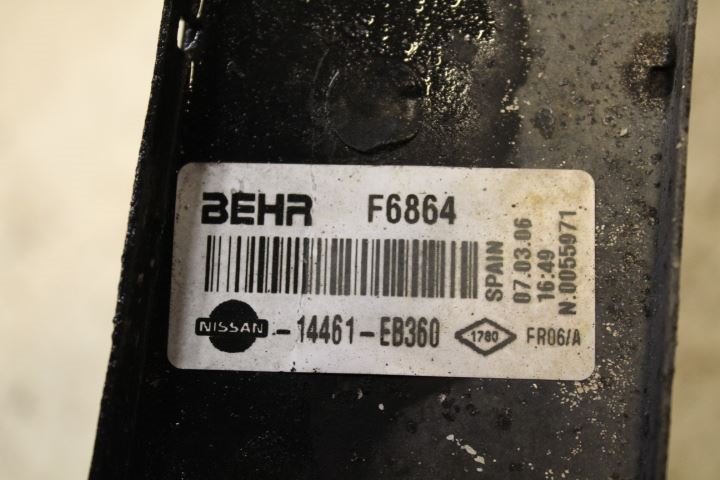 BEHR F6864
SPAIN
07.03.06
16:49
N.0055971
NISSAN -14461-EB360 1780 FR06/A